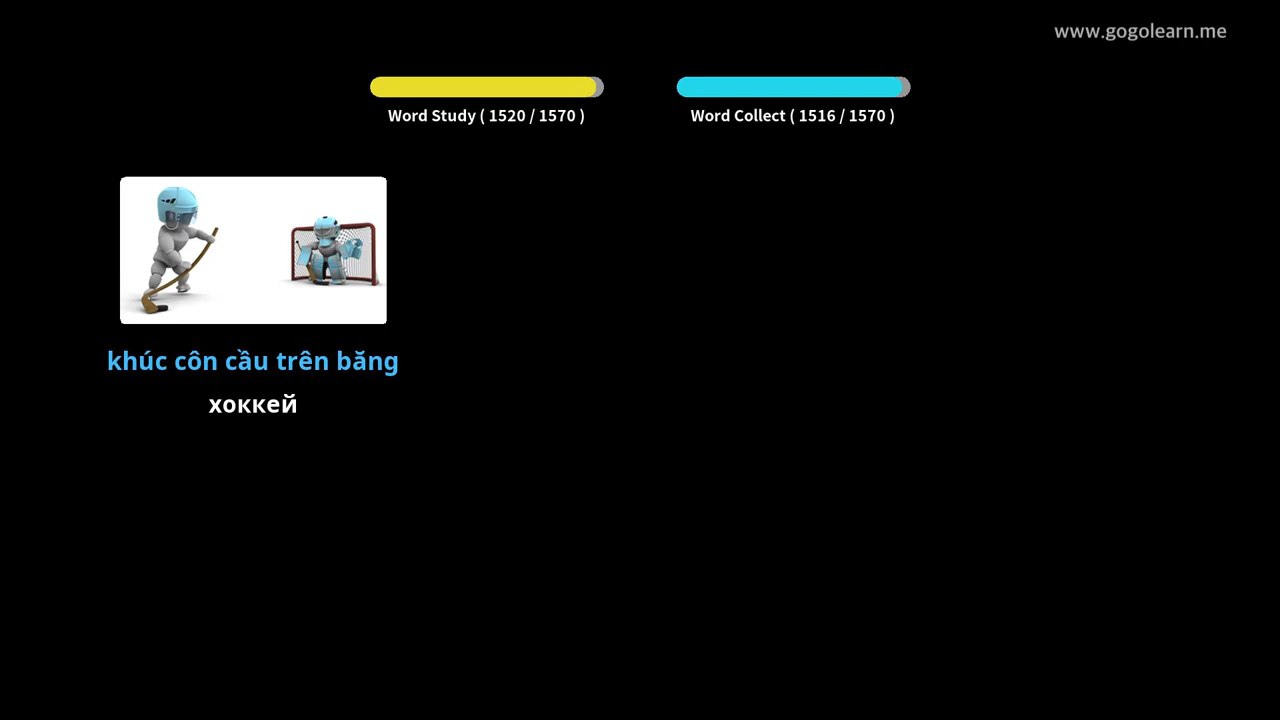 www.gogolearn.me
Word Study ( 1520 / 1570 )
Word Collect ( 1516 / 1570 )
khúc côn cầu trên băng
хоккей